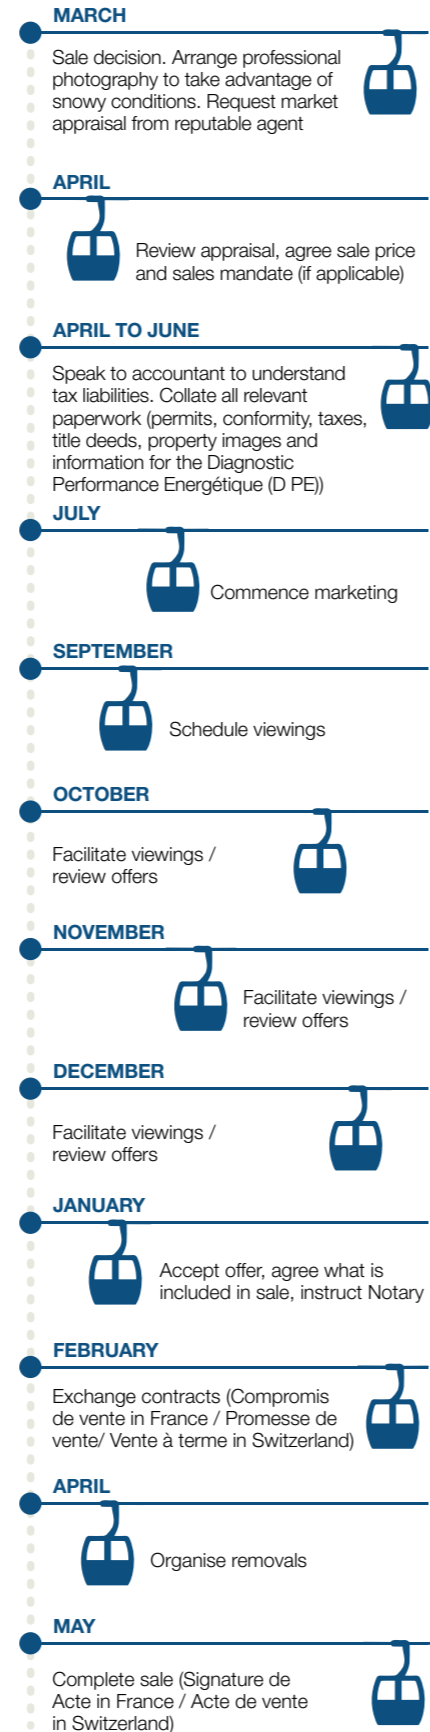 MARCH
Sale decision. Arrange professional
photography to take advantage of
snowy conditions. Request market
appraisal from reputable agent
APRIL
Review appraisal, agree sale price
and sales mandate (if applicable)
APRIL TO JUNE
Speak to accountant to understand
tax liabilities. Collate all relevant
paperwork (permits, conformity, taxes,
title deeds, property images and
information for the Diagnostic
Performance Energétique (D PE))
JULY
Commence marketing
SEPTEMBER
Schedule viewings
OCTOBER
Facilitate viewings /
review offers
NOVEMBER
Facilitate viewings /
review offers
DECEMBER
Facilitate viewings /
review offers
JANUARY
Accept offer, agree what is
included in sale, instruct Notary
FEBRUARY
Exchange contracts (Compromis
de vente in France / Promesse de
vente/ Vente à terme in Switzerland)
APRIL
Organise removals
MAY
Complete sale (Signature de
Acte in France / Acte de vente
in Switzerland)